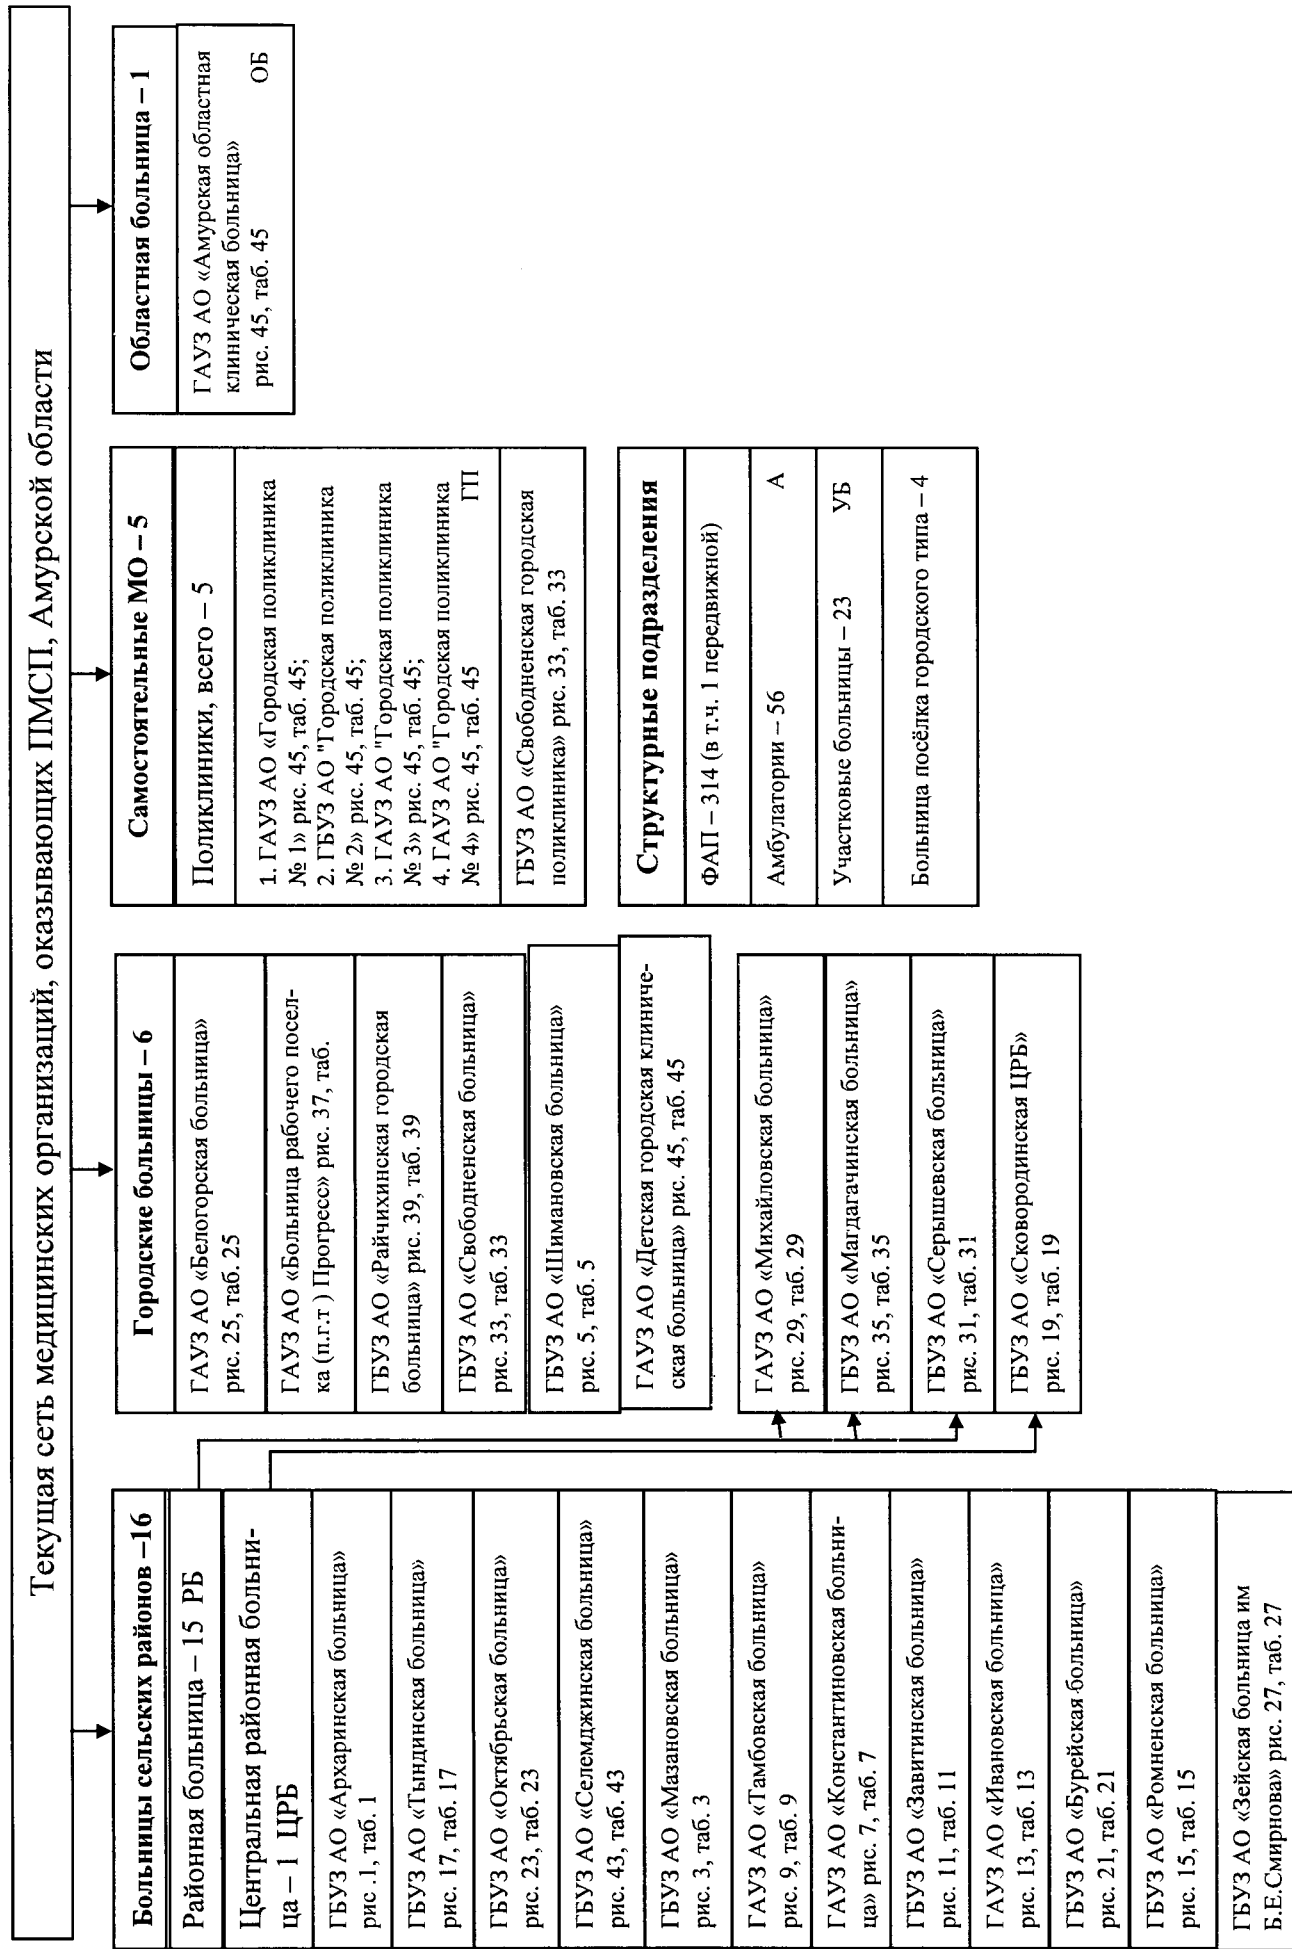 Текущая сеть медицинских организаций, оказывающих ПМСП, Амурской области
Больницы сельских районов –16
Районная больница – 15 РБ
Центральная районная больни-
ца – 1 ЦРБ
ГБУЗ АО «Архаринская больница»
рис .1, таб. 1
ГБУЗ АО «Тындинская больница»
рис. 17, таб. 17
ГБУЗ АО «Октябрьская больница»
рис. 23, таб. 23
ГБУЗ АО «Селемджинская больница»
рис. 43, таб. 43
ГБУЗ АО «Мазановская больница»
рис. 3, таб. 3
ГАУЗ АО «Тамбовская больница»
рис. 9, таб. 9
ГАУЗ АО «Константиновская больни-
ца» рис. 7, таб. 7
ГБУЗ АО «Завитинская больница»
рис. 11, таб. 11
ГАУЗ АО «Ивановская больница»
рис. 13, таб. 13
ГБУЗ АО «Бурейская больница»
рис. 21, таб. 21
ГБУЗ АО «Ромненская больница»
рис. 15, таб. 15
ГБУЗ АО «Зейская больница им
Б.Е.Смирнова» рис. 27, таб. 27
Городские больницы – 6
ГАУЗ АО «Белогорская больница»
рис. 25, таб. 25
ГАУЗ АО «Больница рабочего посел-
ка (п.г.т ) Прогресс» рис. 37, таб.
ГБУЗ АО «Райчихинская городская
больница» рис. 39, таб. 39
ГБУЗ АО «Свободненская больница»
рис. 33, таб. 33
ГБУЗ АО «Шимановская больница»
рис. 5, таб. 5
ГАУЗ АО «Детская городская клиниче-
ская больница» рис. 45, таб. 45
ГАУЗ АО «Михайловская больница»
рис. 29, таб. 29
ГБУЗ АО «Магдагачинская больница»
рис. 35, таб. 35
ГБУЗ АО «Серышевская больница»
рис. 31, таб. 31
ГБУЗ АО «Сковородинская ЦРБ»
рис. 19, таб. 19
Самостоятельные МО – 5
Поликлиники, всего – 5
1. ГАУЗ АО «Городская поликлиника
№ 1» рис. 45, таб. 45;
2. ГБУЗ АО "Городская поликлиника
№ 2» рис. 45, таб. 45;
3. ГАУЗ АО "Городская поликлиника
№ 3» рис. 45, таб. 45;
4. ГАУЗ АО "Городская поликлиника
№ 4» рис. 45, таб. 45 ГП
ГБУЗ АО «Свободненская городская
поликлиника» рис. 33, таб. 33
Структурные подразделения
ФАП – 314 (в т.ч. 1 передвижной)
Амбулатории – 56 А
Участковые больницы – 23 УБ
Больница посёлка городского типа – 4
Областная больница – 1
ГАУЗ АО «Амурская областная
клиническая больница»
рис. 45, таб. 45 ОБ